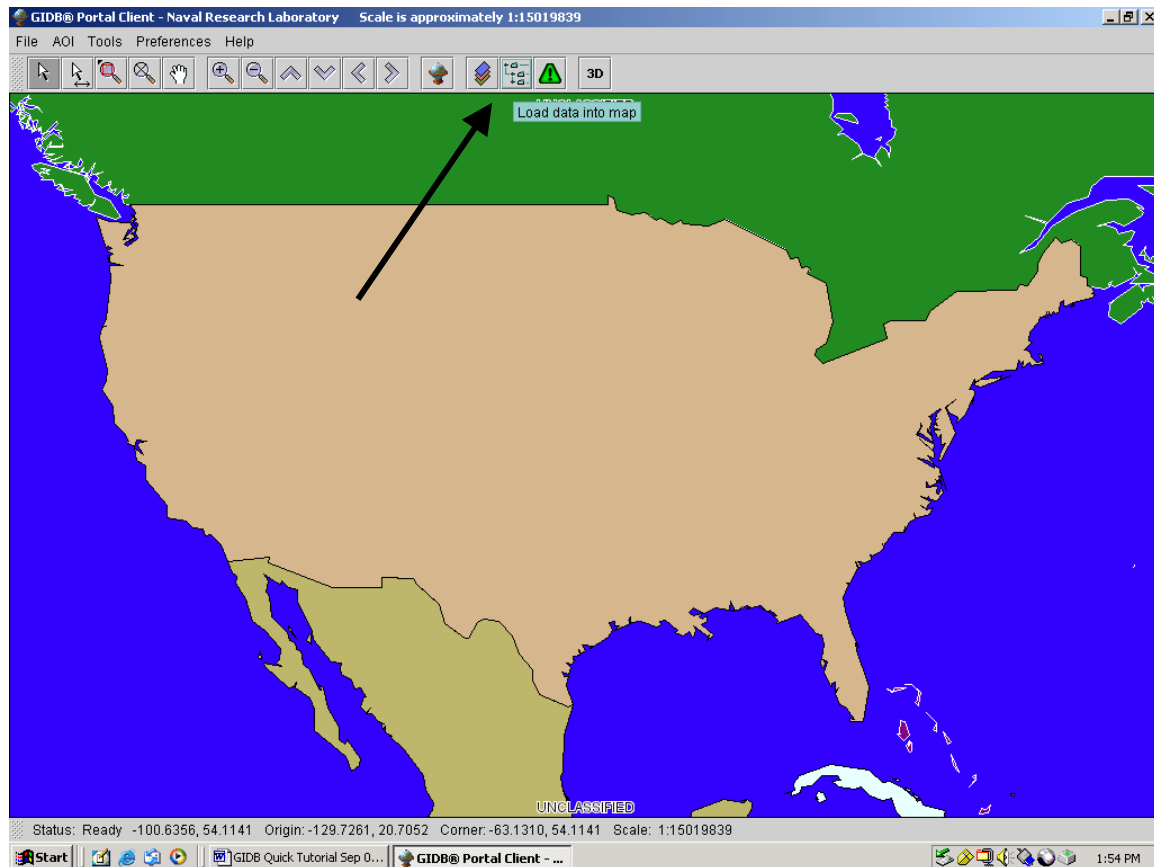 GIDB® Portal Client - Naval Research Laboratory Scale is approximately 1:15019839
File AOI Tools Preferences Help
3D
UNCLASSIFIED
Load data into map
UNCLASSIFIED
Status: Ready -100.6356, 54.1141 Origin:-129.7261, 20.7052 Corner:-63.1310, 54.1141 Scale: 1:15019839
Start GIDB Quick Tutorial Sep 0... GIDB® Portal Client - ... 1:54 PM